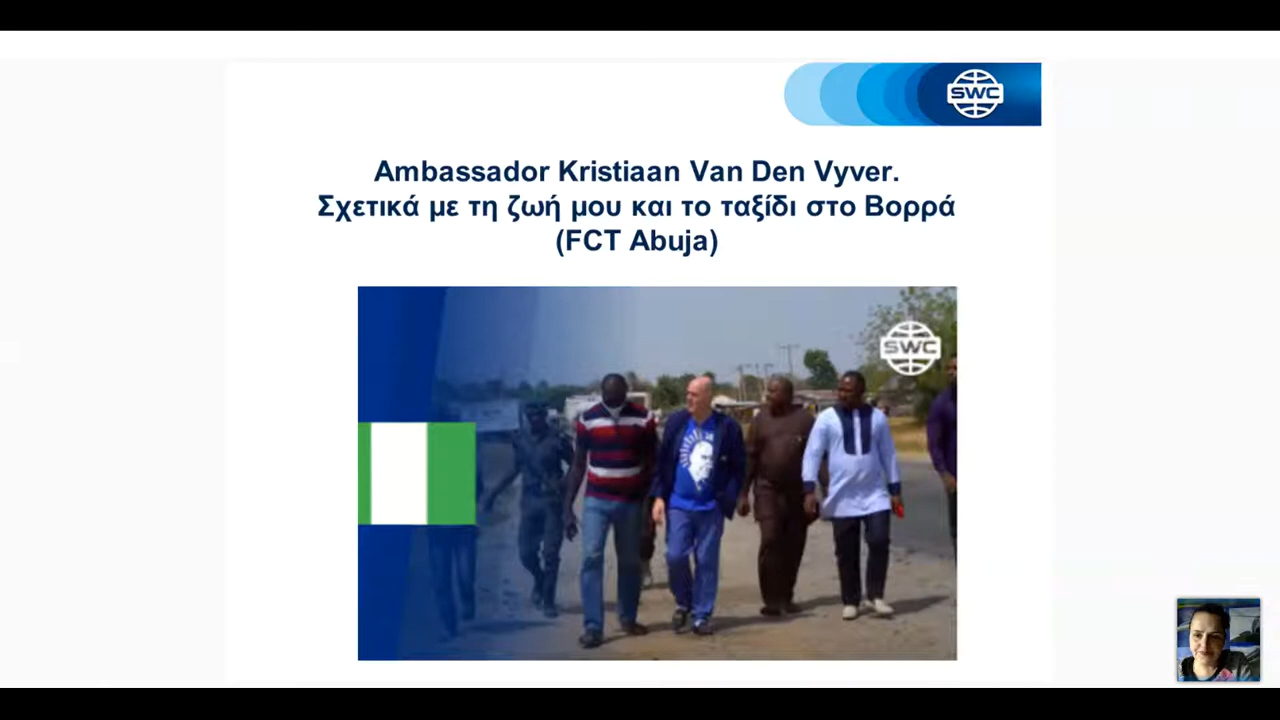 SWC
Ambassador Kristiaan Van Den Vyver.
Σχετικά με τη ζωή μου και το ταξίδι στο Βορρά
(FCT Abuja)
SWC